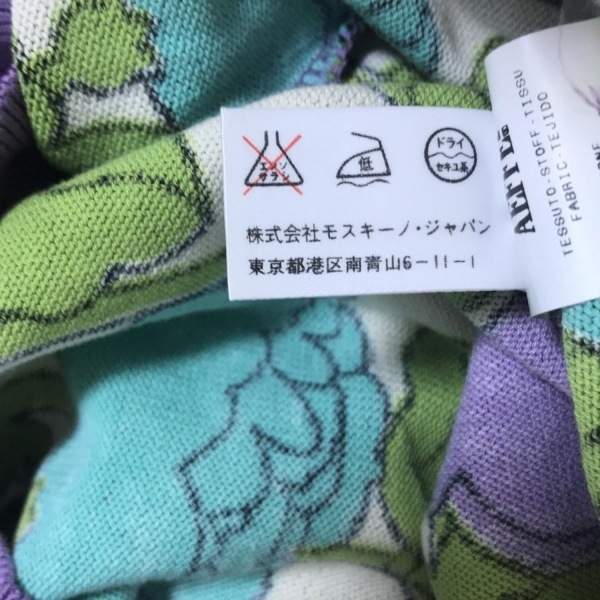 エンソ
サラシ
低
ドライ
セキユ系
株式会社モスキーノ・ジャパン
東京都港区南青山6-11-1
TESSUTO-STOFF-TISSU
FABRIC-TEJIDO